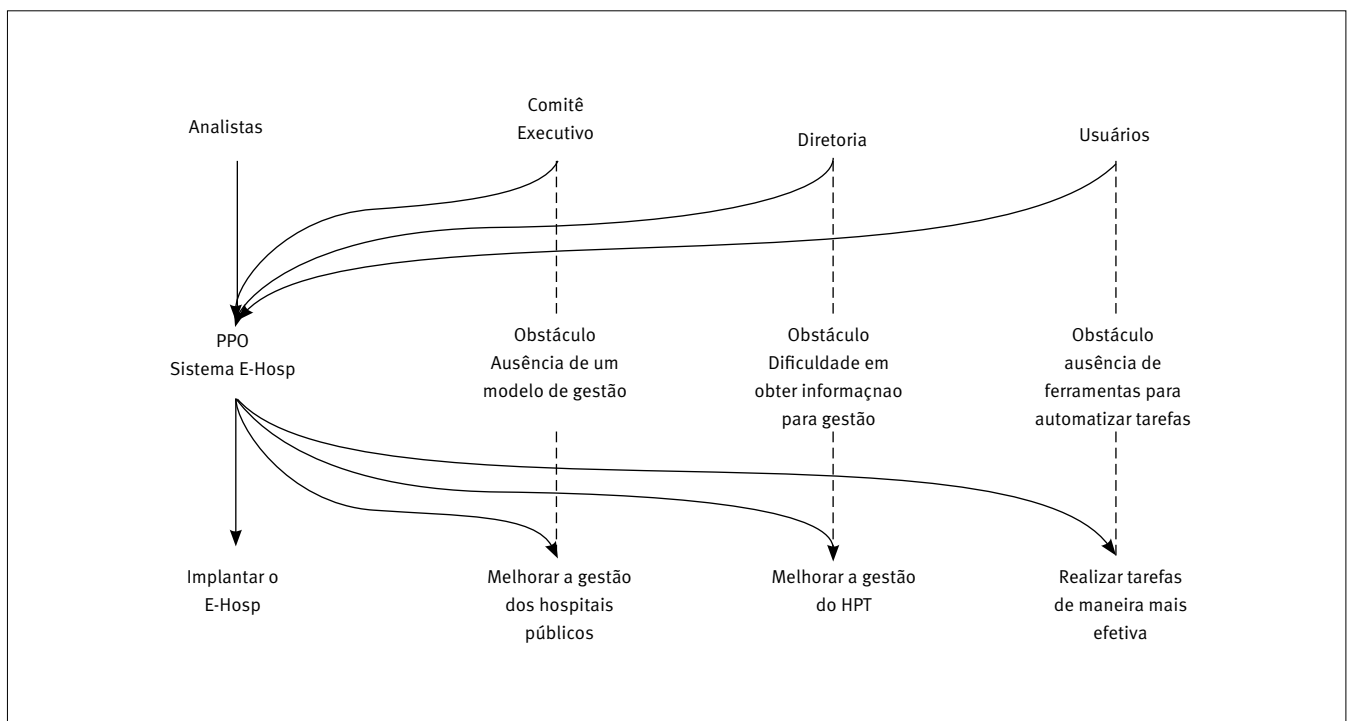 Analistas
Comitê
Executivo
Diretoria
Usuários
PPO
Sistema E-Hosp
Obstáculo
Ausência de um
modelo de gestão
Obstáculo
Dificuldade em
obter informaçnao
para gestão
Obstáculo
ausência de
ferramentas para
automatizar tarefas
Implantar o
E-Hosp
Melhorar a gestão
dos hospitais
públicos
Melhorar a gestão
do HPT
Realizar tarefas
de maneira mais
efetiva